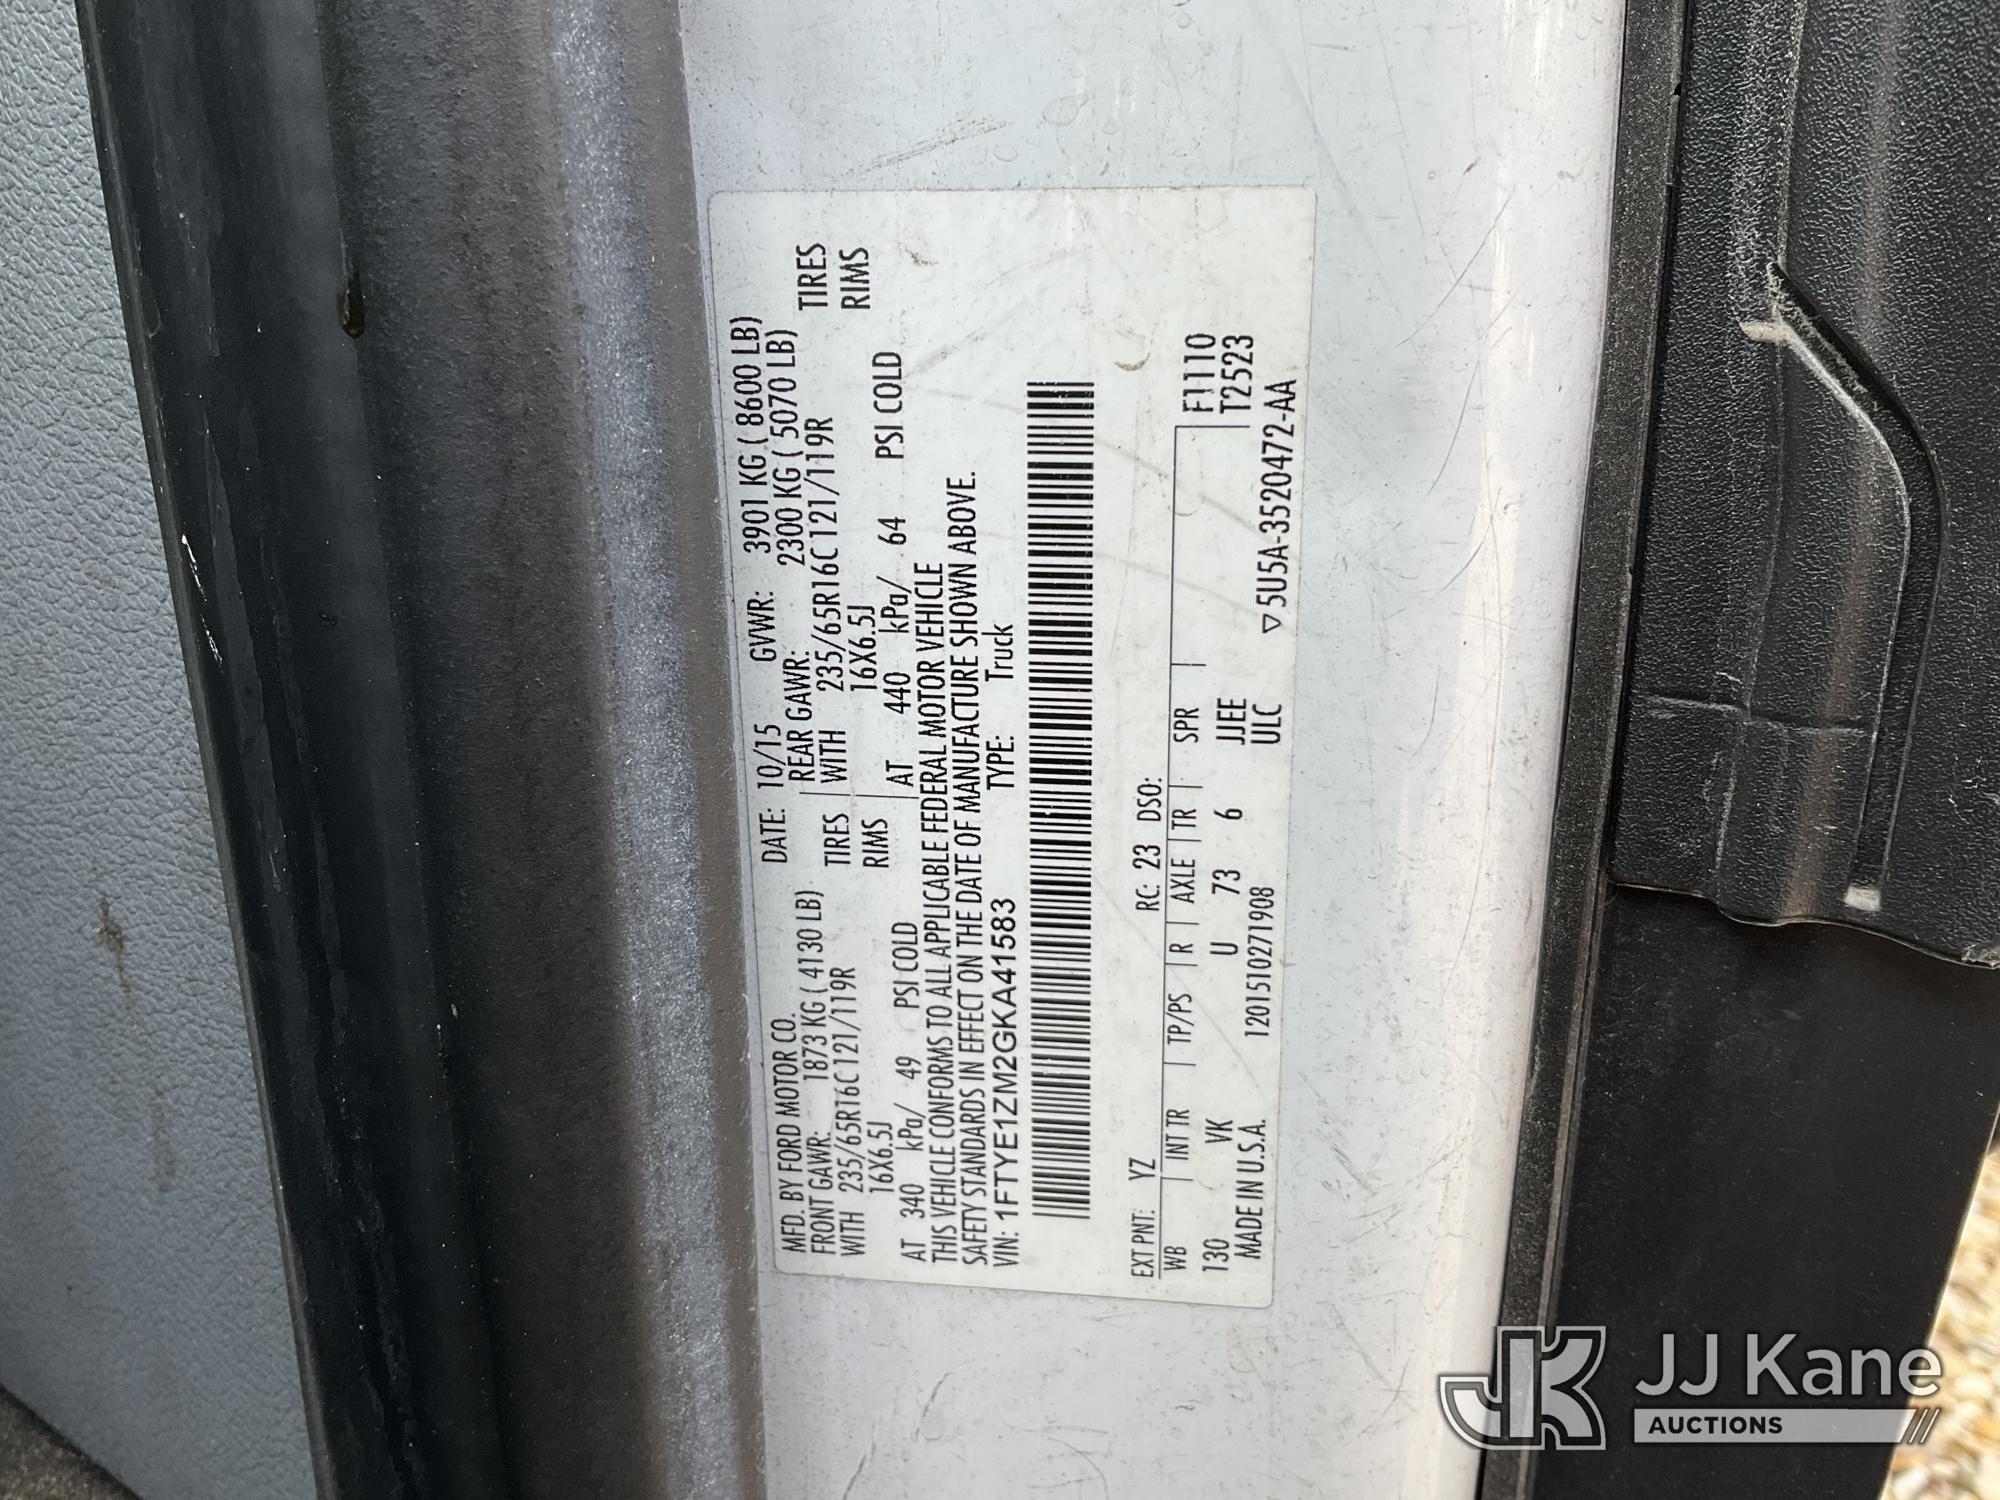 MFD. BY FORD MOTOR CO. DATE: 10/15 GVWR: 3901 KG ( 8600 LB)
FRONT GAWR: 1873 KG ( 4130 LB) REAR GAWR: 2300 KG ( 5070 LB)
WITH 235/65R16C121/119R TIRES WITH 235/65R16C121/119R TIRES
16X6.5J RIMS 16X6.5J RIMS
AT 340 kPa/ 49 PSI COLD AT 440 kPa/ 64 PSI COLD
THIS VEHICLE CONFORMS TO ALL APPLICABLE FEDERAL MOTOR VEHICLE
SAFETY STANDARDS IN EFFECT ON THE DATE OF MANUFACTURE SHOWN ABOVE.
VIN: 1FTYE1ZM2GKA41583 TYPE: Truck
EXT PNT: YZ RC: 23 DSO:
WB INT TR TP/PS R AXLE TR SPR F1110
130 VK U 73 6 JJEE T2523
MADE IN U.S.A. 1201510271908 ULC ▽5U5A-3520472-AA
JK JJ Kane
AUCTIONS